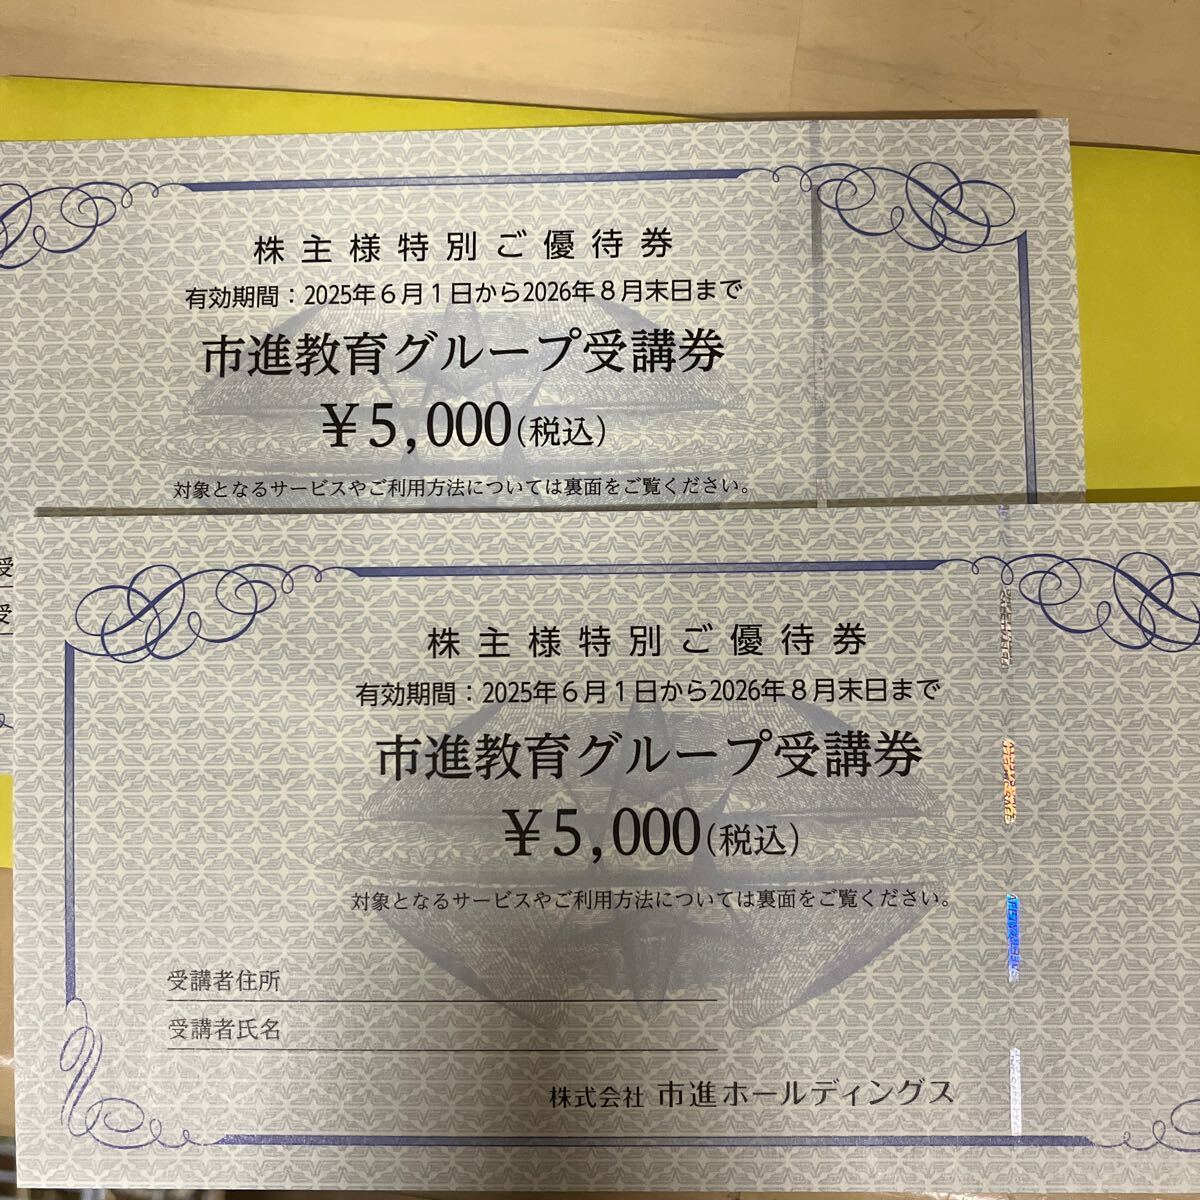 株主様特別ご優待券
有効期間：2025年6月1日から2026年8月末日まで
市進教育グループ受講券
￥5,000(税込)
対象となるサービスやご利用方法については裏面をご覧ください。
受
受
株主様特別ご優待券
有効期間：2025年6月1日から2026年8月末日まで
市進教育グループ受講券
￥5,000(税込)
対象となるサービスやご利用方法については裏面をご覧ください。
受講者住所
受講者氏名
株式会社 市進ホールディングス